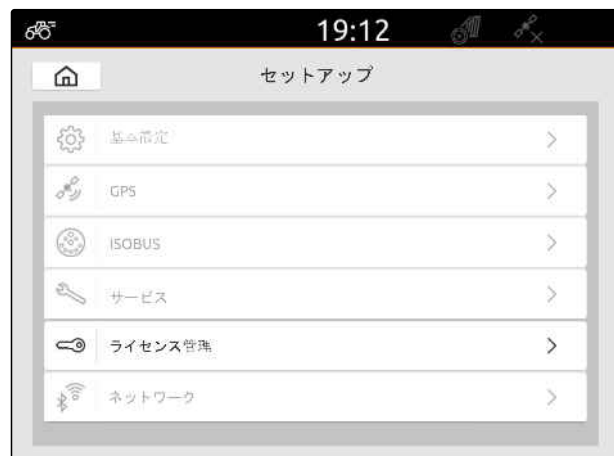 19:12
セットアップ
基本設定
GPS
ISOBUS
サービス
ライセンス管理
ネットワーク